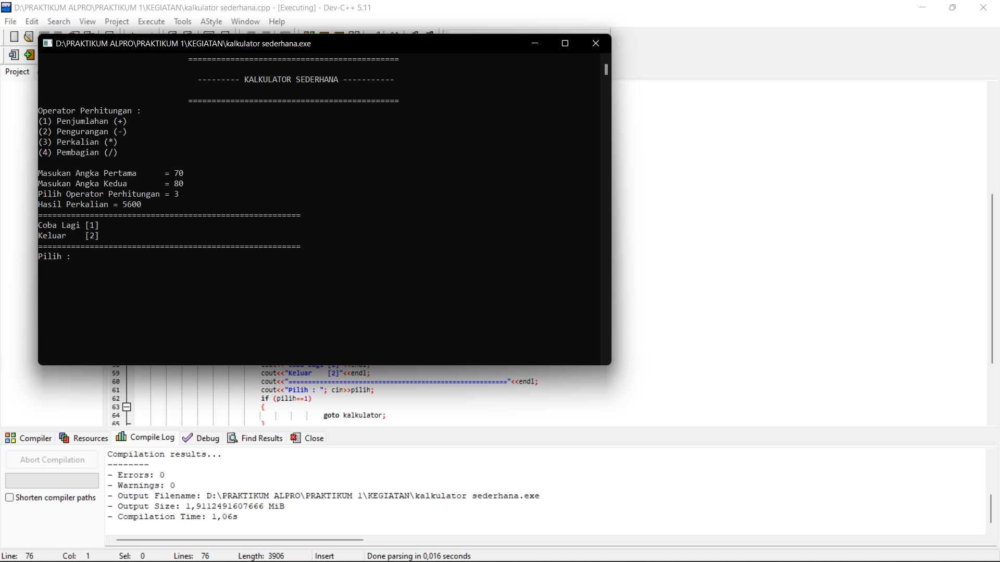 D:\PRAKTIKUM ALPRO\PRAKTIKUM 1\KEGIATAN\kalkulator sederhana.cpp - [Executing] - Dev-C++ 5.11
File Edit Search View Project Execute Tools AStyle Window Help
D:\PRAKTIKUM ALPRO\PRAKTIKUM 1\KEGIATAN\kalkulator sederhana.exe
Project
=============================================
--------- KALKULATOR SEDERHANA -----------
=============================================
Operator Perhitungan :
(1) Penjumlahan (+)
(2) Pengurangan (-)
(3) Perkalian (*)
(4) Pembagian (/)
Masukan Angka Pertama      = 70
Masukan Angka Kedua        = 80
Pilih Operator Perhitungan = 3
Hasil Perkalian = 5600
========================================================
Coba Lagi [1]
Keluar    [2]
========================================================
Pilih :
58 cout<<"Coba Lagi [1]"<<endl;
59 cout<<"Keluar    [2]"<<endl;
60 cout<<"========================================================"<<endl;
61 cout<<"Pilih : "; cin>>pilih;
62 if (pilih==1)
63 {
64 goto kalkulator;
65 }
Compiler Resources Compile Log Debug Find Results Close
Abort Compilation
Shorten compiler paths
Compilation results...
--------
- Errors: 0
- Warnings: 0
- Output Filename: D:\PRAKTIKUM ALPRO\PRAKTIKUM 1\KEGIATAN\kalkulator sederhana.exe
- Output Size: 1,9112491607666 MiB
- Compilation Time: 1,06s
Line: 76 Col: 1 Sel: 0 Lines: 76 Length: 3906 Insert Done parsing in 0,016 seconds